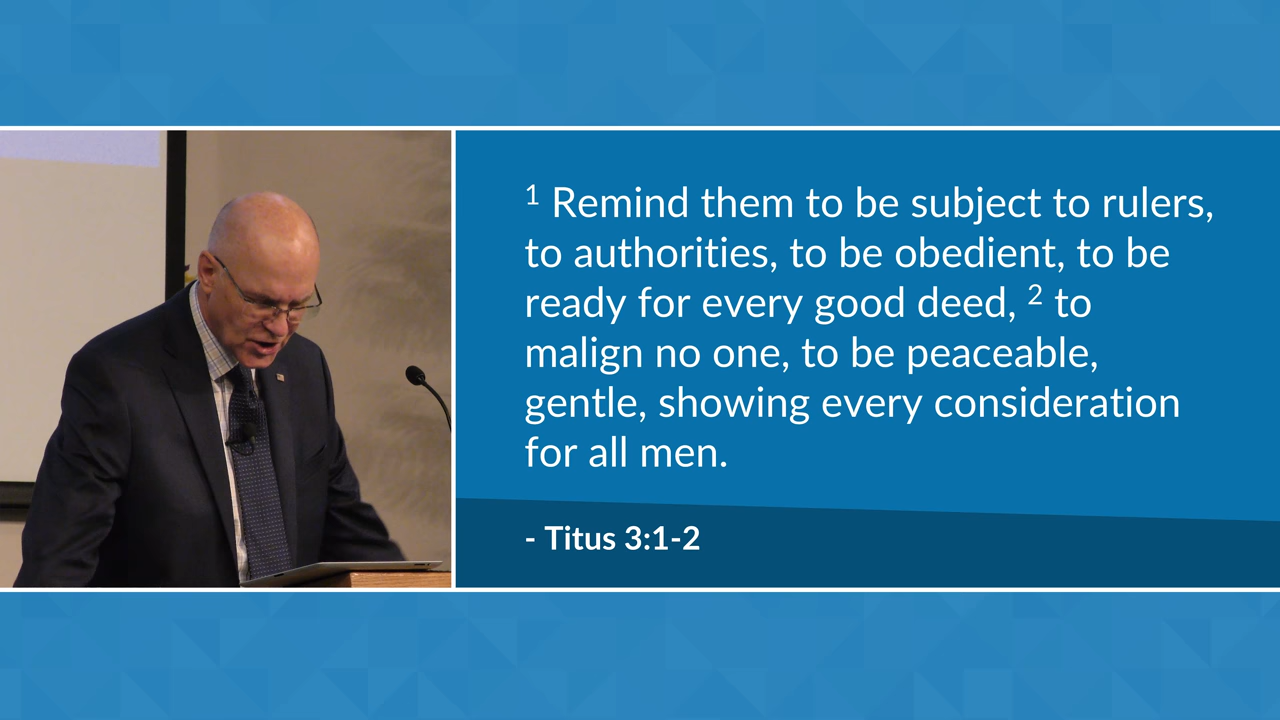 1 Remind them to be subject to rulers,
to authorities, to be obedient, to be
ready for every good deed, 2 to
malign no one, to be peaceable,
gentle, showing every consideration
for all men.
- Titus 3:1-2